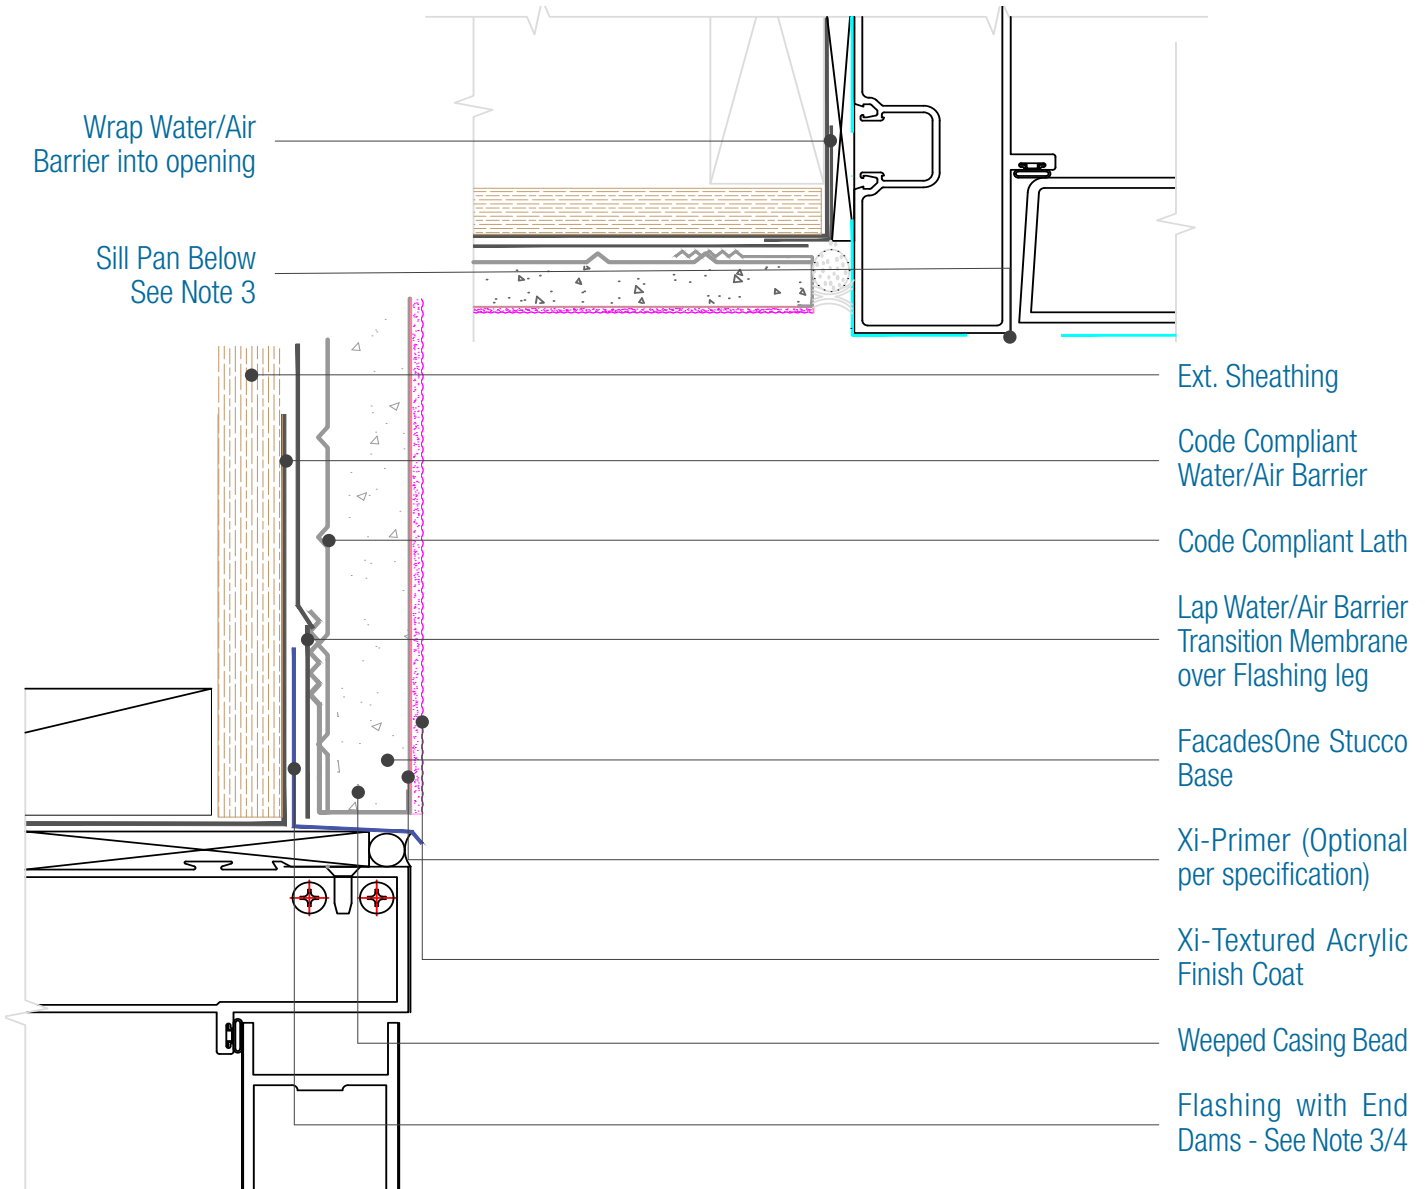 Wrap Water/Air
Barrier into opening
Sill Pan Below
See Note 3
Ext. Sheathing
Code Compliant
Water/Air Barrier
Code Compliant Lath
Lap Water/Air Barrier
Transition Membrane
over Flashing leg
FacadesOne Stucco
Base
Xi-Primer (Optional
per specification)
Xi-Textured Acrylic
Finish Coat
Weeped Casing Bead
Flashing with End
Dams - See Note 3/4